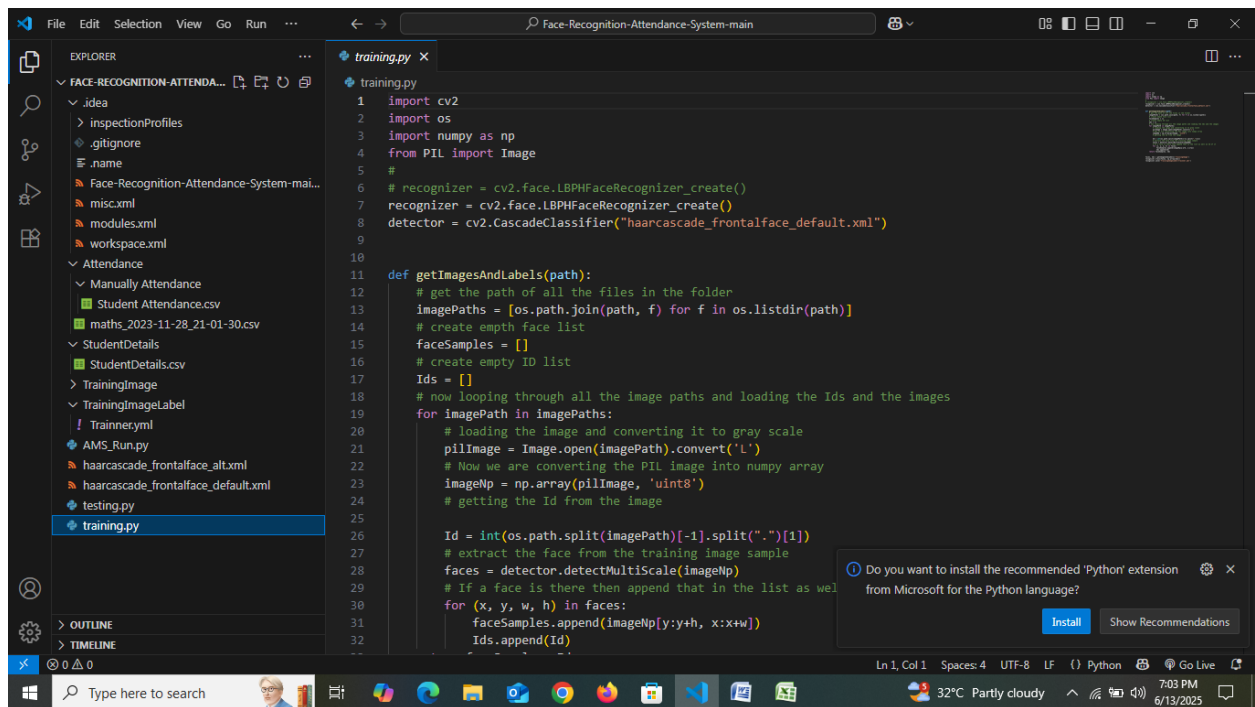 File Edit Selection View Go Run ···
Face-Recognition-Attendance-System-main
EXPLORER
FACE-RECOGNITION-ATTENDA...
.idea
inspectionProfiles
.gitignore
.name
Face-Recognition-Attendance-System-mai...
misc.xml
modules.xml
workspace.xml
Attendance
Manually Attendance
Student Attendance.csv
maths_2023-11-28_21-01-30.csv
StudentDetails
StudentDetails.csv
TrainingImage
TrainingImageLabel
Trainner.yml
AMS_Run.py
haarcascade_frontalface_alt.xml
haarcascade_frontalface_default.xml
testing.py
training.py
OUTLINE
TIMELINE
training.py
training.py
1 import cv2
2 import os
3 import numpy as np
4 from PIL import Image
5 #
6 # recognizer = cv2.face.LBPHFaceRecognizer_create()
7 recognizer = cv2.face.LBPHFaceRecognizer_create()
8 detector = cv2.CascadeClassifier("haarcascade_frontalface_default.xml")
9
10
11 def getImagesAndLabels(path):
12 # get the path of all the files in the folder
13 imagePaths = [os.path.join(path, f) for f in os.listdir(path)]
14 # create empth face list
15 faceSamples = []
16 # create empty ID list
17 Ids = []
18 # now looping through all the image paths and loading the Ids and the images
19 for imagePath in imagePaths:
20 # loading the image and converting it to gray scale
21 pilImage = Image.open(imagePath).convert('L')
22 # Now we are converting the PIL image into numpy array
23 imageNp = np.array(pilImage, 'uint8')
24 # getting the Id from the image
25
26 Id = int(os.path.split(imagePath)[-1].split(".")[1])
27 # extract the face from the training image sample
28 faces = detector.detectMultiScale(imageNp)
29 # If a face is there then append that in the list as wel
30 for (x, y, w, h) in faces:
31 faceSamples.append(imageNp[y:y+h, x:x+w])
32 Ids.append(Id)
Do you want to install the recommended 'Python' extension
from Microsoft for the Python language?
Install Show Recommendations
0 0 Ln 1, Col 1 Spaces: 4 UTF-8 LF {} Python Go Live
Type here to search
32°C Partly cloudy
7:03 PM
6/13/2025